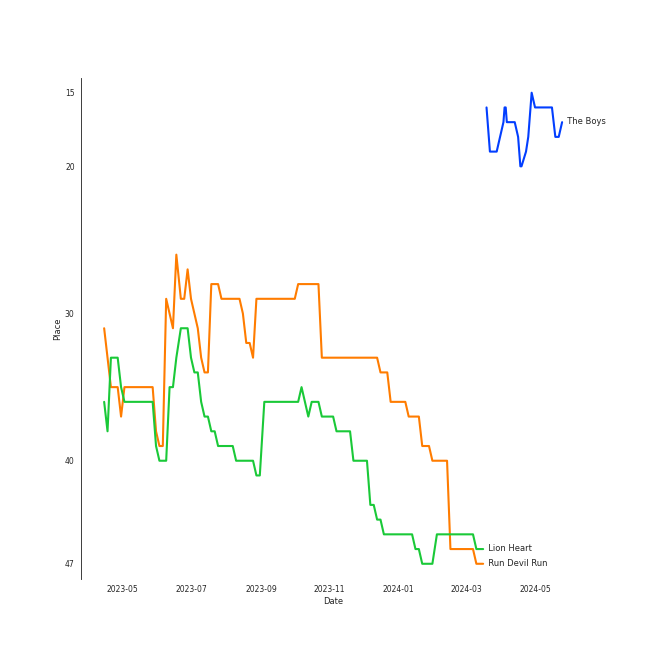 15
The Boys
20
30
Place
40
Lion Heart
47
Run Devil Run
2023-05
2023-07
2023-09
2023-11
2024-01
2024-03
2024-05
Date